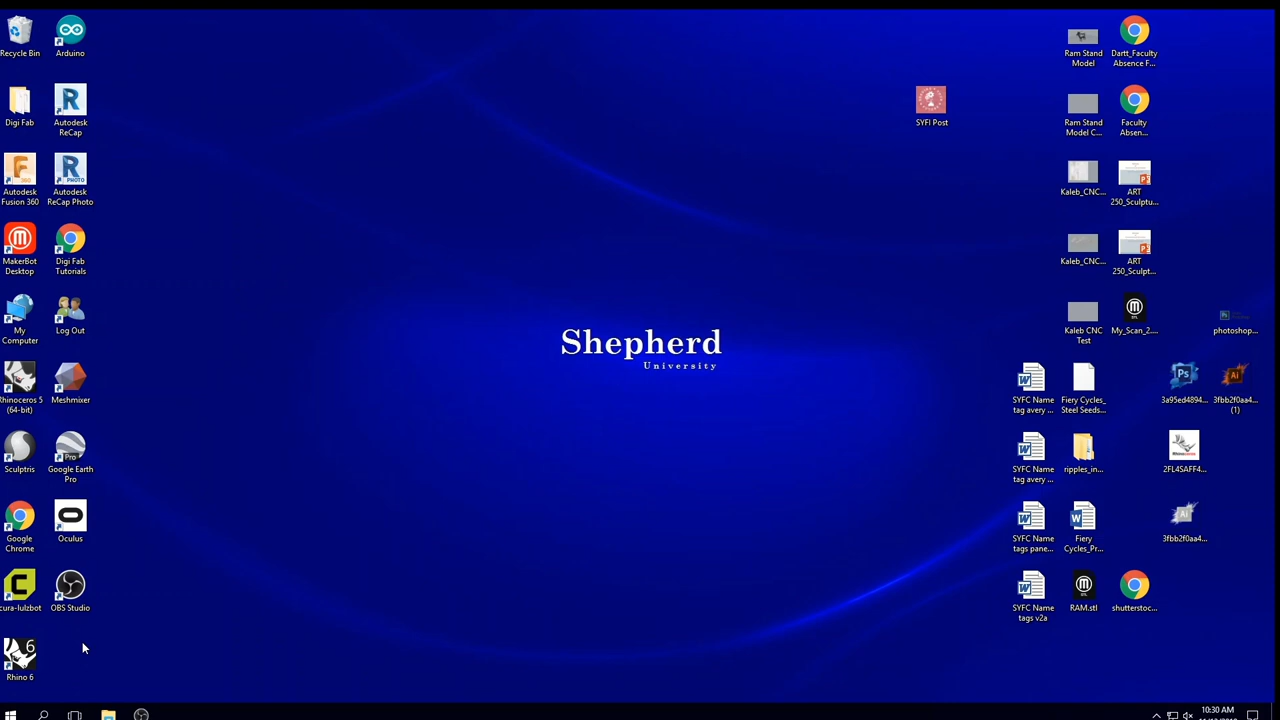 Recycle Bin
Arduino
Digi Fab
Autodesk
ReCap
Autodesk
Fusion 360
Autodesk
ReCap Photo
MakerBot
Desktop
Digi Fab
Tutorials
My
Computer
Log Out
Rhinoceros 5
(64-bit)
Meshmixer
Sculptris
Google Earth
Pro
Google
Chrome
Oculus
cura-lulzbot
OBS Studio
Rhino 6
Shepherd
University
SYFI Post
Ram Stand
Model
Dartt_Faculty
Absence F...
Ram Stand
Model C...
Faculty
Absen...
Kaleb_CNC...
ART
250_Sculptu...
Kaleb_CNC...
ART
250_Sculpt...
Kaleb CNC
Test
My_Scan_2....
photoshop...
SYFC Name
tag avery ...
Fiery Cycles_
Steel Seeds...
3a95ed4894...
3fbb2f0aa4...
(1)
SYFC Name
tag avery ...
ripples_in...
2FL4SAFF4...
SYFC Name
tags pane...
Fiery
Cycles_Pr...
3fbb2f0aa4...
SYFC Name
tags v2a
RAM.stl
shutterstoc...
10:30 AM